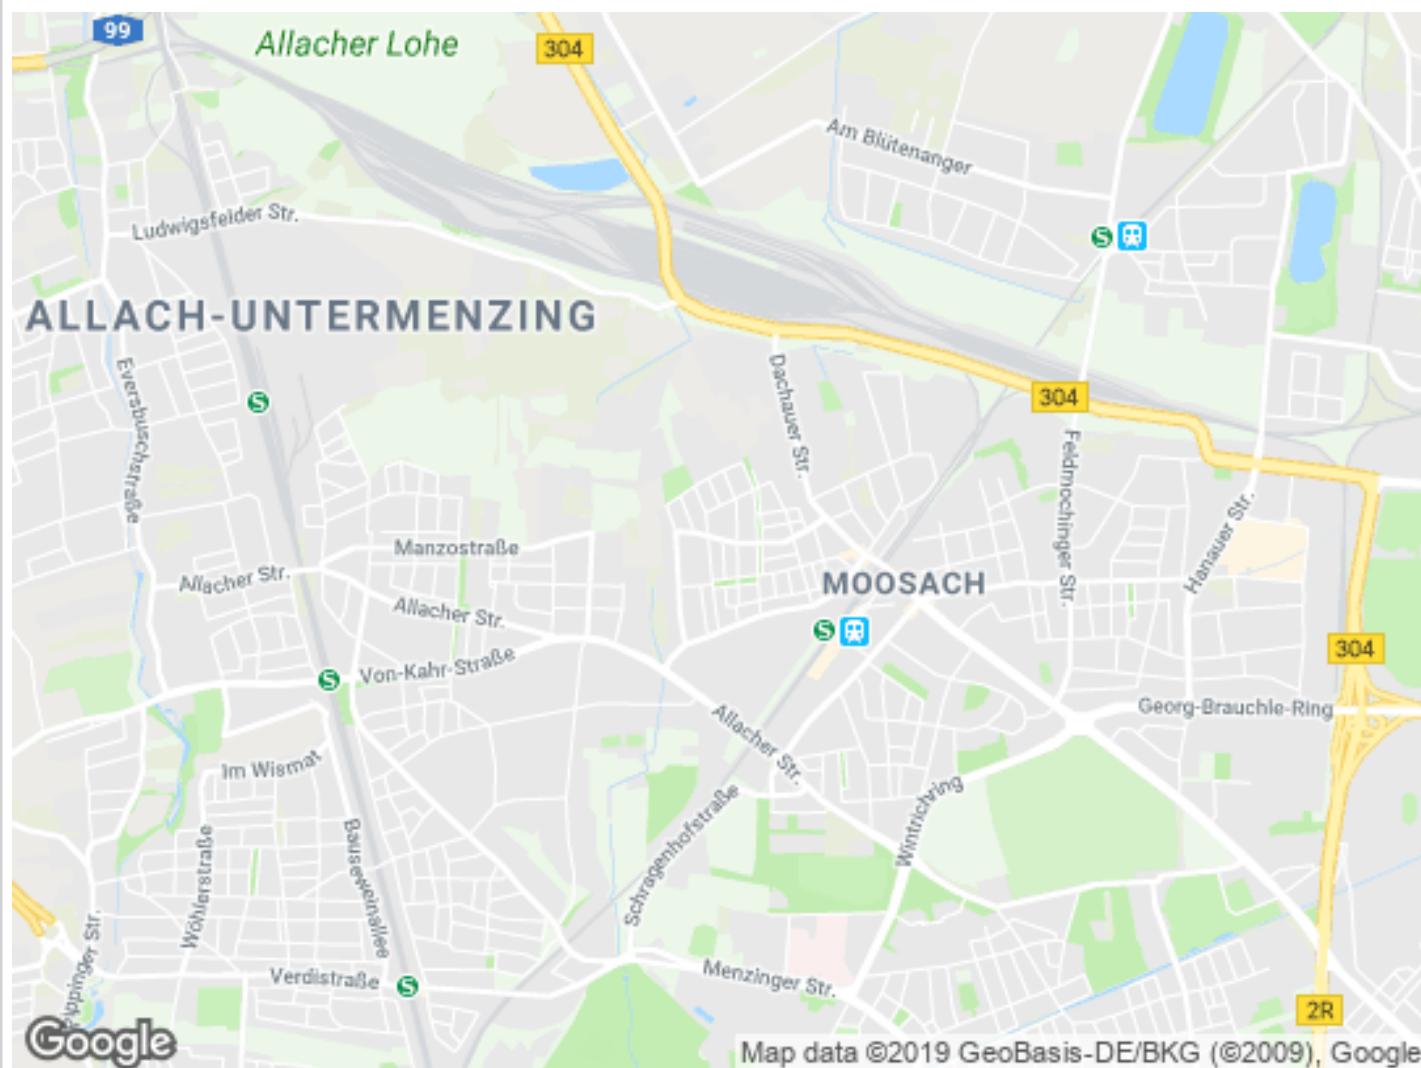 99
Allacher Lohe
304
Am Blütenanger
Ludwigsfelder Str.
S
ALLACH-UNTERMENZING
Eversbuschstraße
S
Dachauer Str.
304
Feldmochinger Str.
Hanauer Str.
Manzostraße
Allacher Str.
MOOSACH
Allacher Str.
S
304
Von-Kahr-Straße
S
Georg-Brauchle-Ring
Allacher Str.
Im Wismat
Wintrichring
Schragenhofstraße
Bauseweinallee
Wöhlerstraße
Pippinger Str.
Verdistraße
S
Menzinger Str.
2R
Google
Map data ©2019 GeoBasis-DE/BKG (©2009), Google